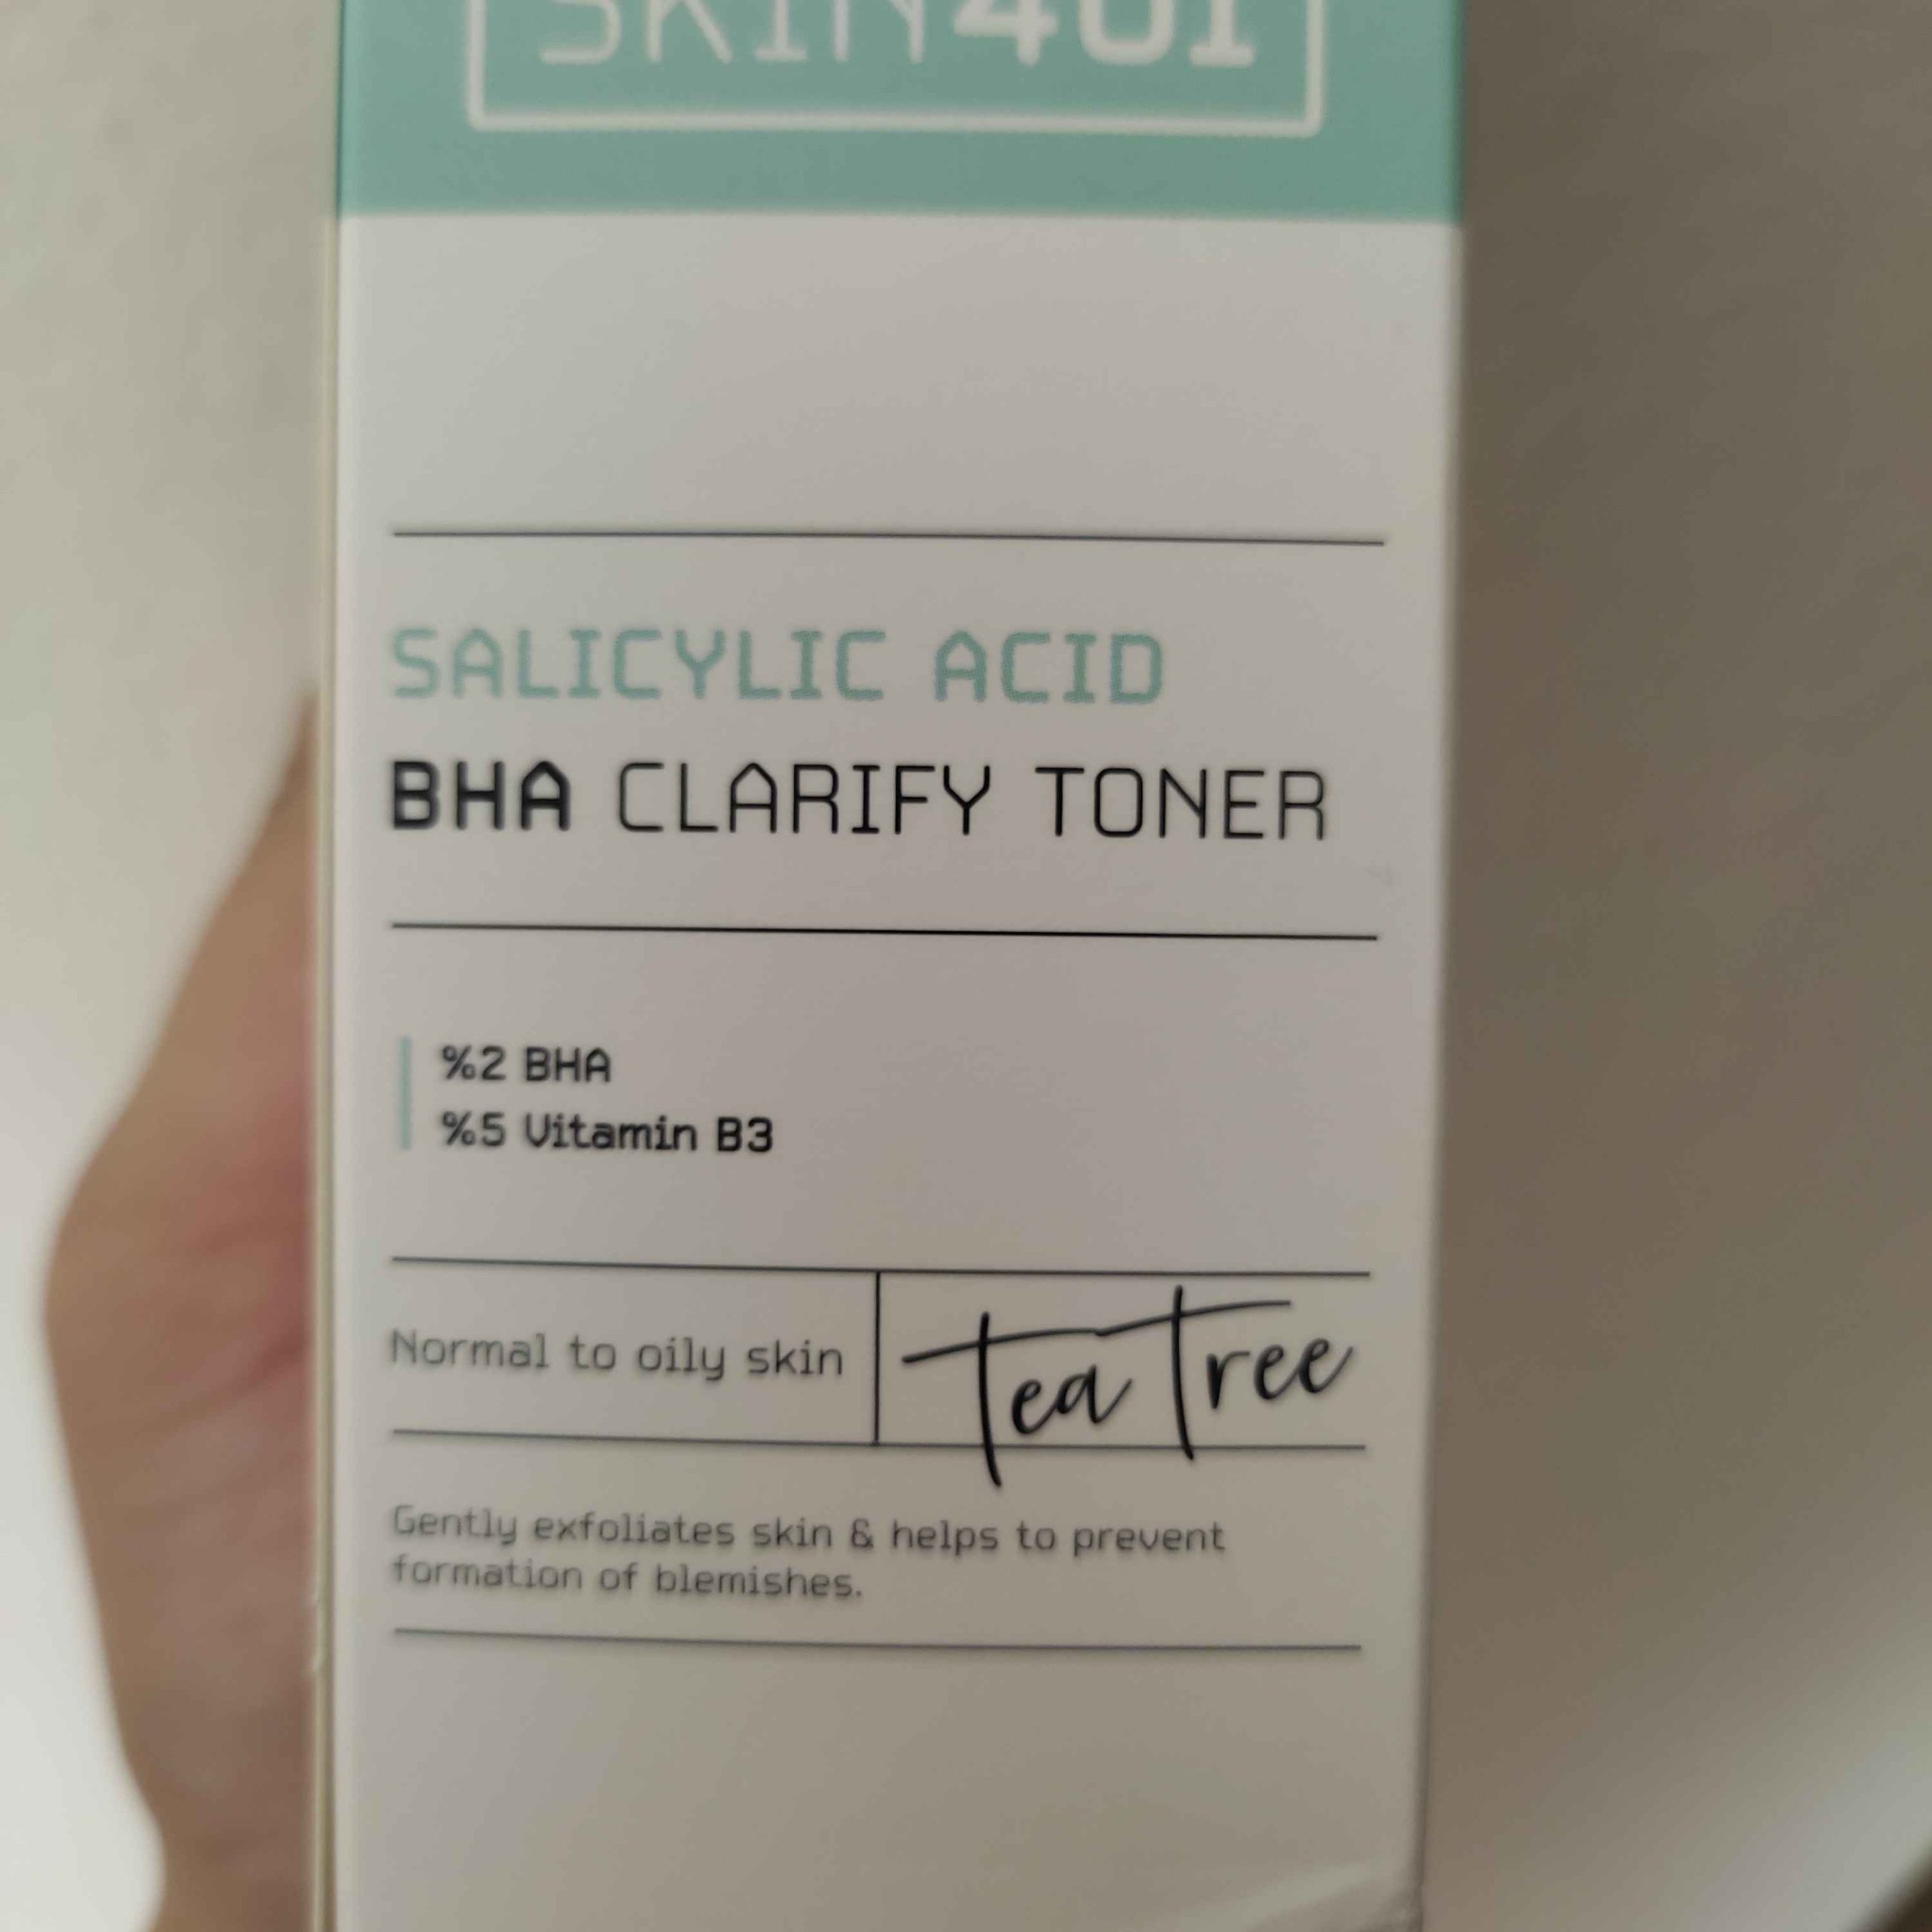 SKIN401
SALICYLIC ACID
BHA CLARIFY TONER
%2 BHA
%5 Vitamin B3
Normal to oily skin
Tea Tree
Gently exfoliates skin & helps to prevent
formation of blemishes.